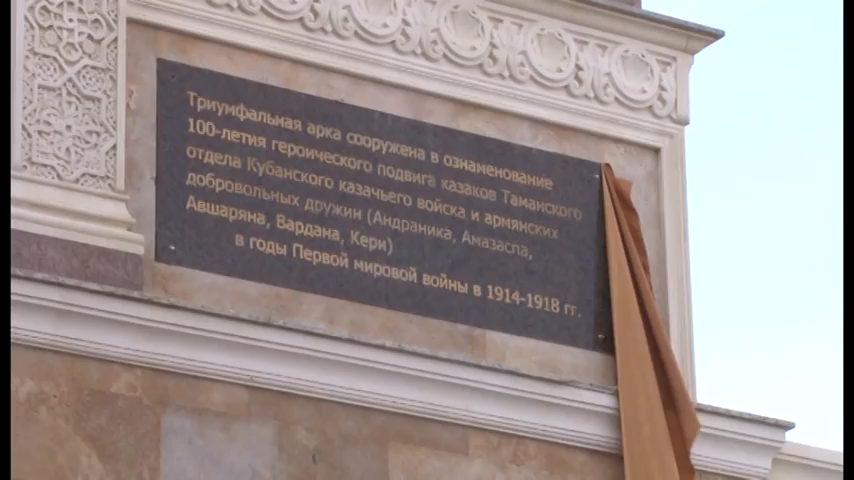 Триумфальная арка сооружена в ознаменование
100-летия героического подвига казаков Таманского
отдела Кубанского казачьего войска и армянских
добровольных дружин (Андраника, Амазаспа,
Авшаряна, Вардана, Кери)
в годы Первой мировой войны в 1914-1918 гг.